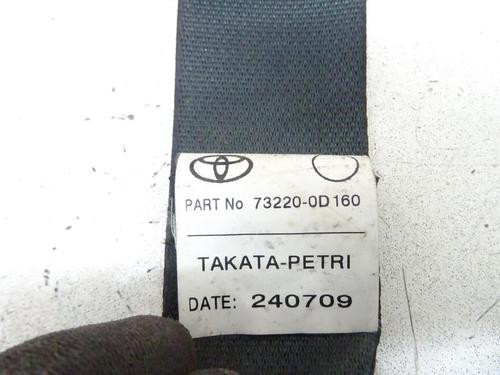 PART No 73220-0D160
TAKATA-PETRI
DATE: 240709